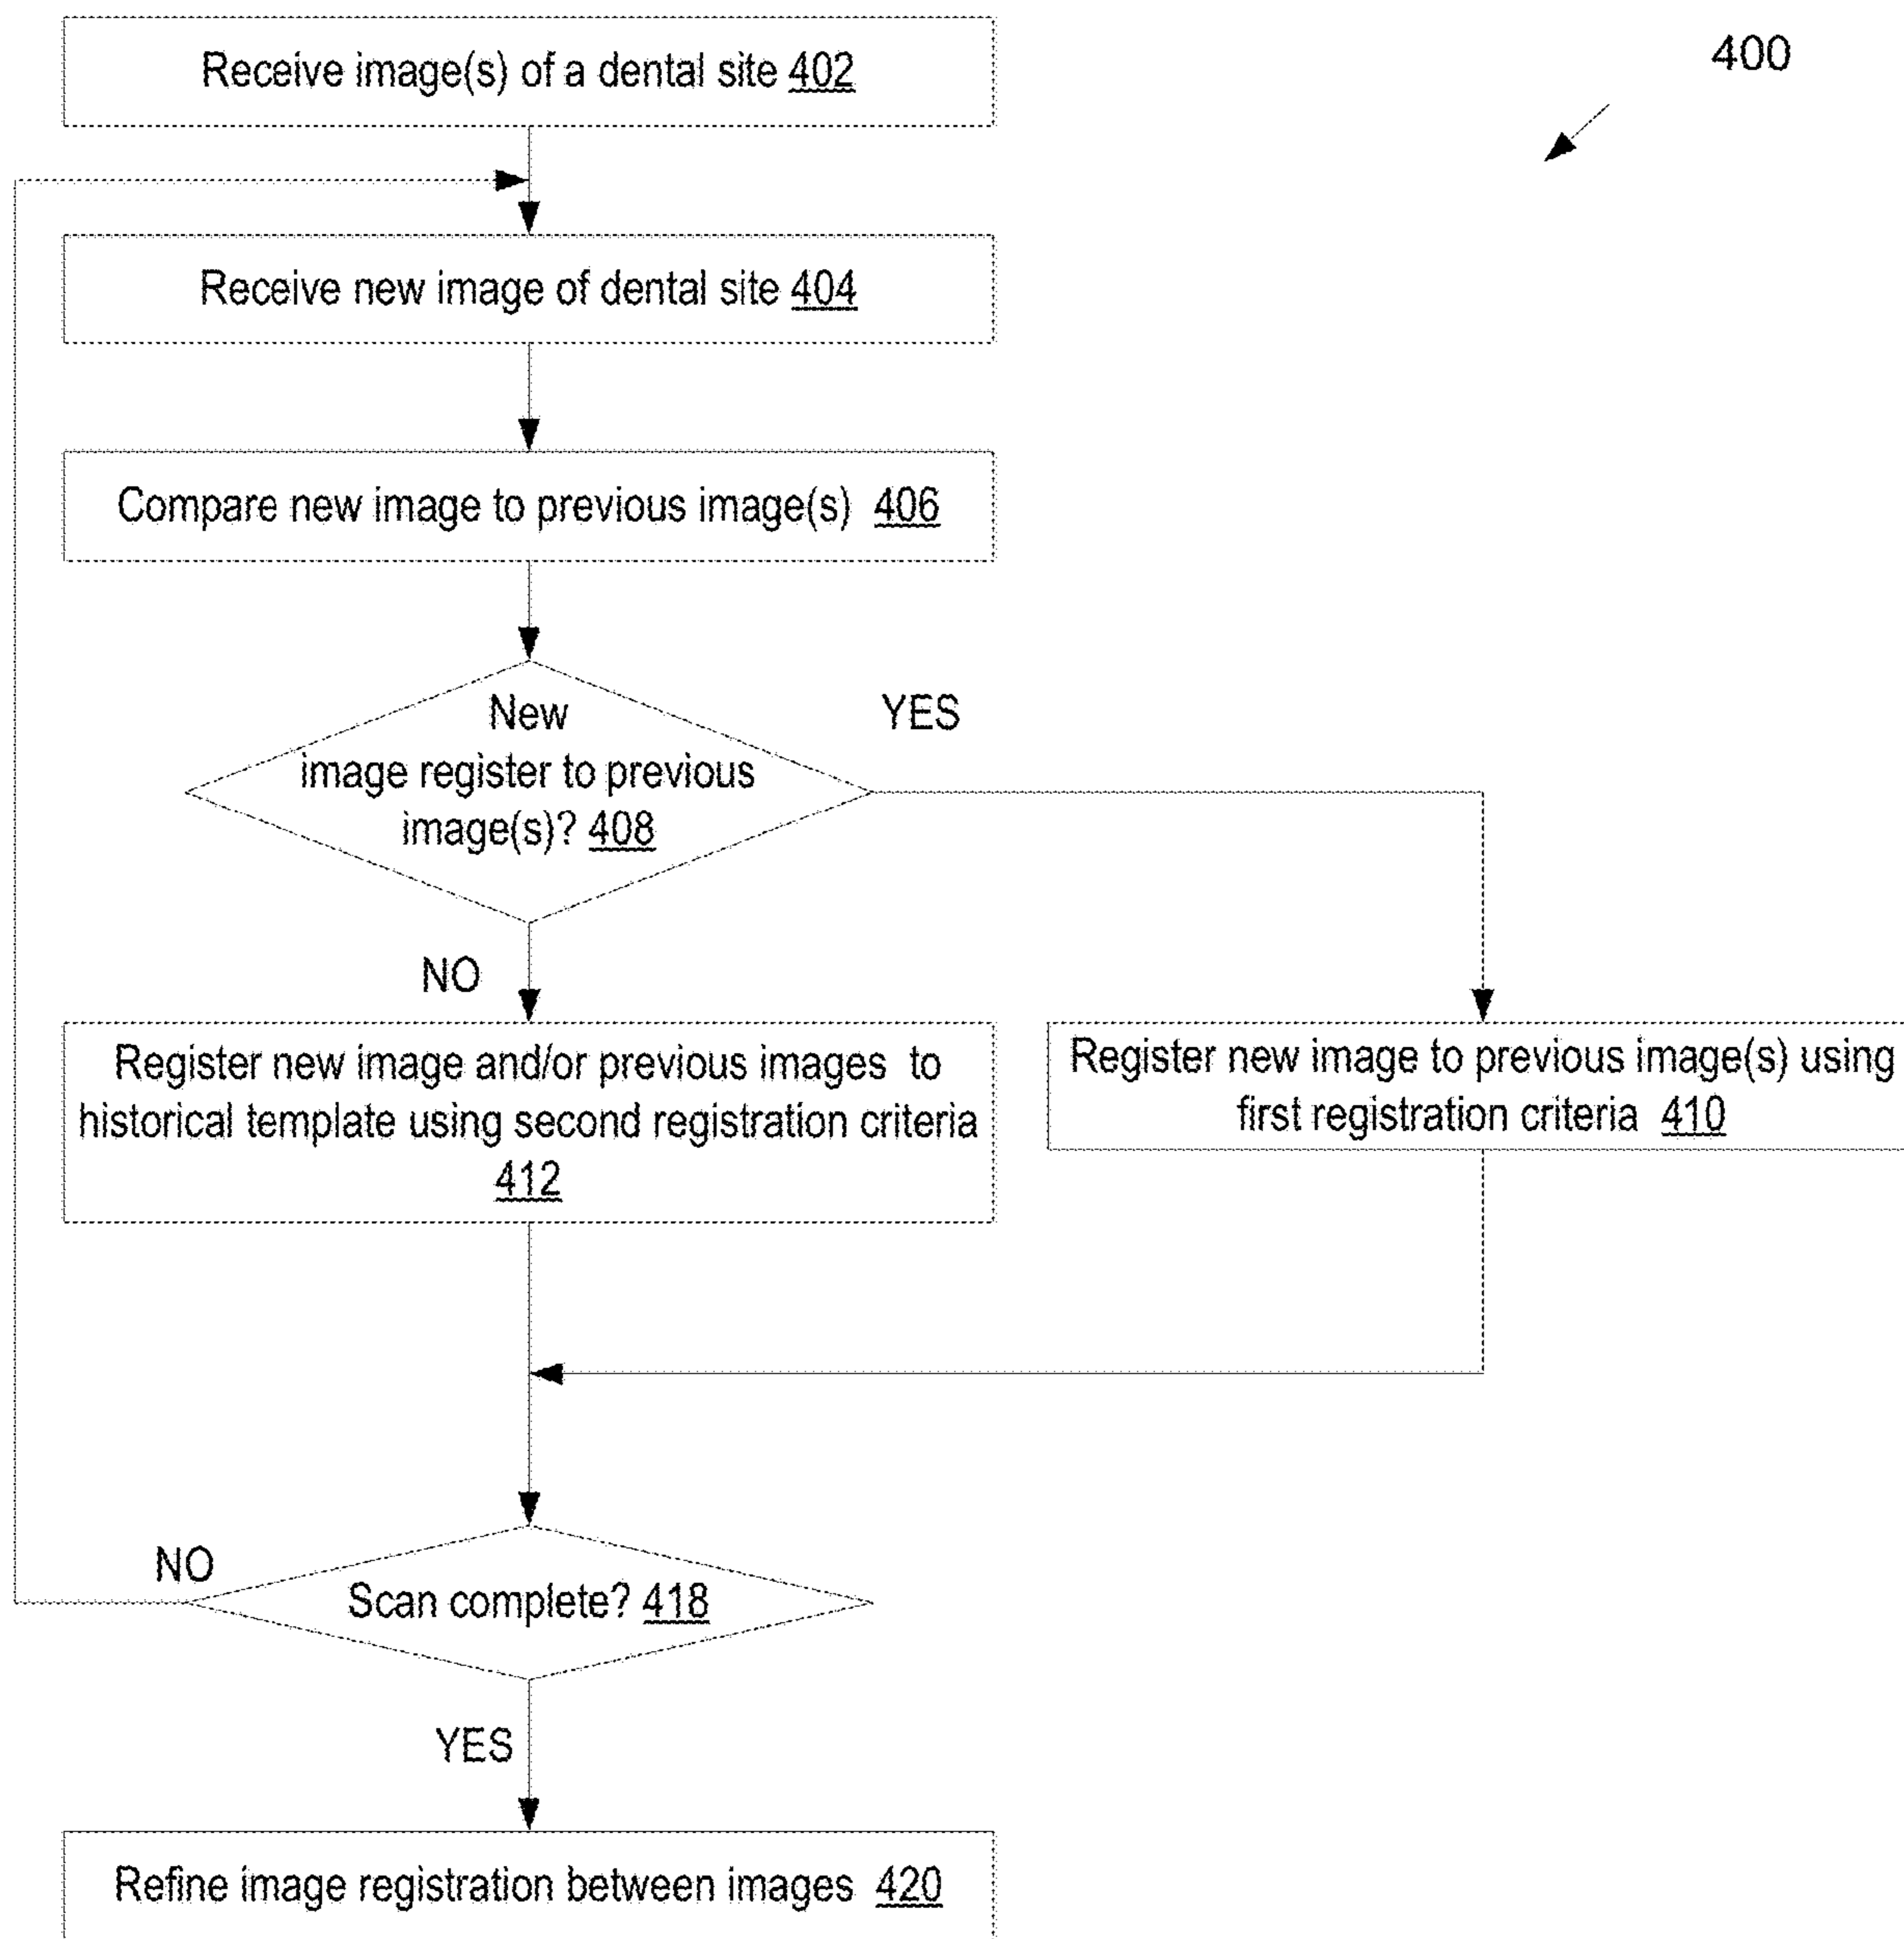 400
Receive image(s) of a dental site 402
Receive new image of dental site 404
Compare new image to previous image(s) 406
New
image register to previous
image(s)? 408
YES
NO
Register new image and/or previous images to
historical template using second registration criteria
412
Register new image to previous image(s) using
first registration criteria 410
Scan complete? 418
NO
YES
Refine image registration between images 420